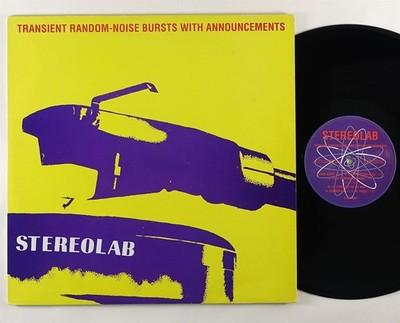 TRANSIENT RANDOM-NOISE BURSTS WITH ANNOUNCEMENTS
STEREOLAB
STEREOLAB